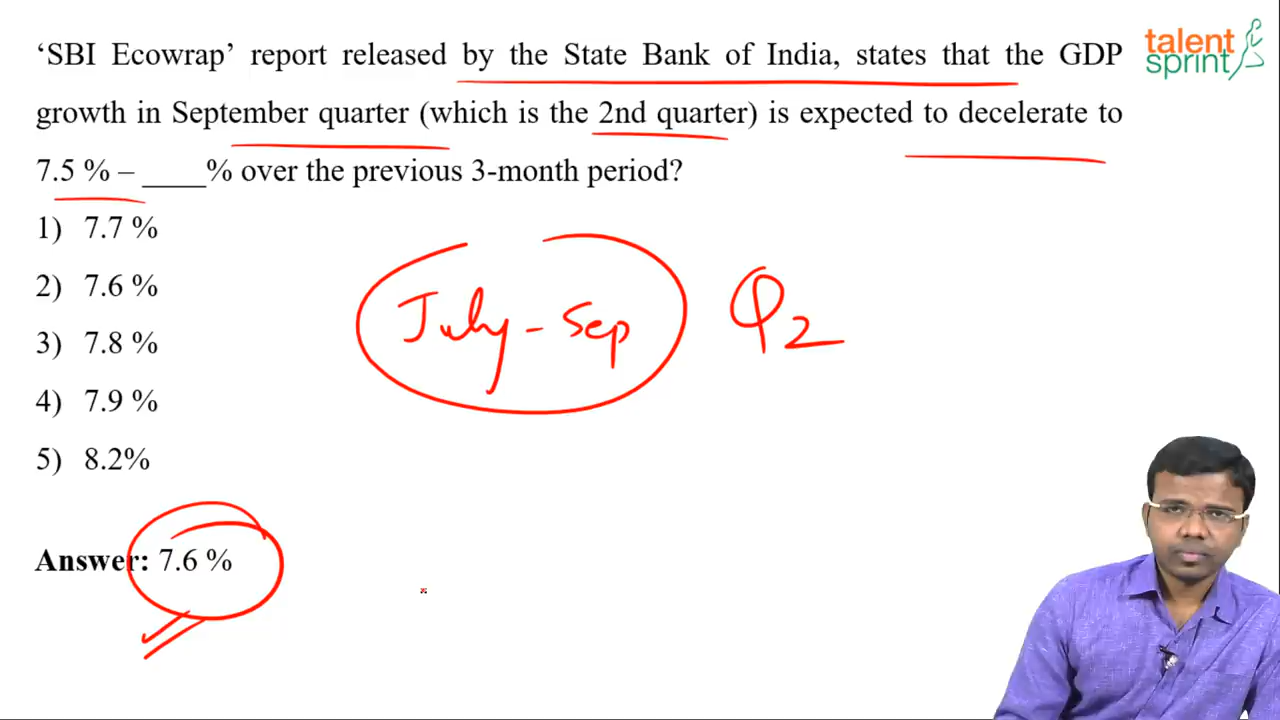 ‘SBI Ecowrap’ report released by the State Bank of India, states that the GDP
growth in September quarter (which is the 2nd quarter) is expected to decelerate to
7.5 % – ____% over the previous 3-month period?
1) 7.7 %
2) 7.6 %
3) 7.8 %
4) 7.9 %
5) 8.2%
July - Sep Q2
Answer: 7.6 %
talent
sprint